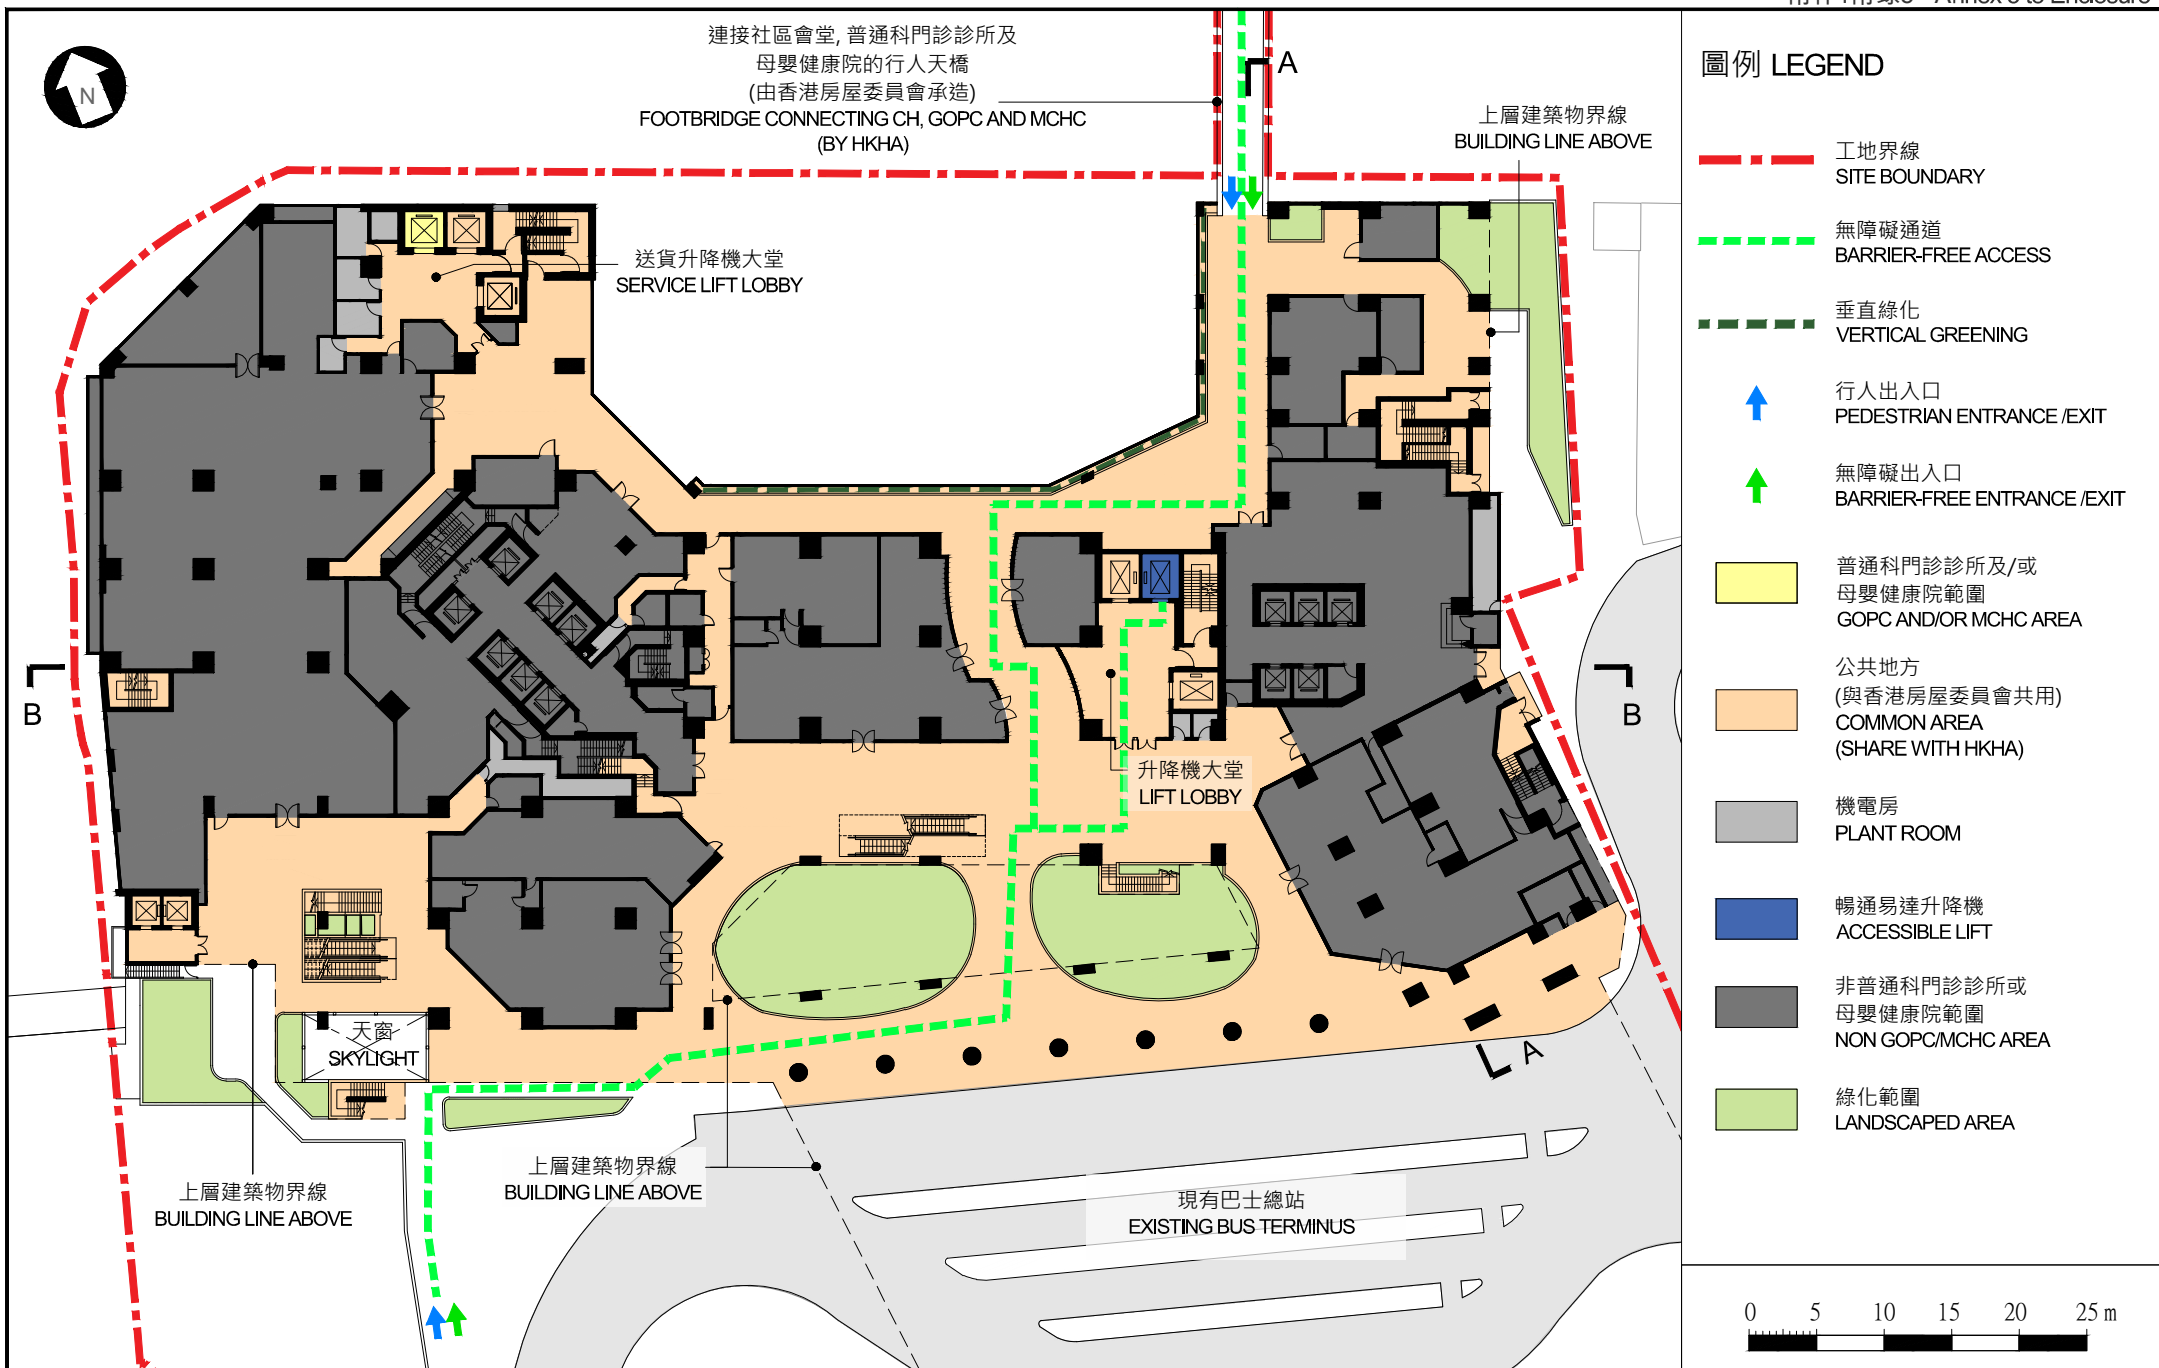 N
連接社區會堂, 普通科門診診所及
母嬰健康院的行人天橋
(由香港房屋委員會承造)
FOOTBRIDGE CONNECTING CH, GOPC AND MCHC
(BY HKHA)
A
上層建築物界線
BUILDING LINE ABOVE
送貨升降機大堂
SERVICE LIFT LOBBY
B
B
升降機大堂
LIFT LOBBY
天窗
SKYLIGHT
A
上層建築物界線
BUILDING LINE ABOVE
上層建築物界線
BUILDING LINE ABOVE
現有巴士總站
EXISTING BUS TERMINUS
圖例 LEGEND
工地界線
SITE BOUNDARY
無障礙通道
BARRIER-FREE ACCESS
垂直綠化
VERTICAL GREENING
行人出入口
PEDESTRIAN ENTRANCE /EXIT
無障礙出入口
BARRIER-FREE ENTRANCE /EXIT
普通科門診診所及/或
母嬰健康院範圍
GOPC AND/OR MCHC AREA
公共地方
(與香港房屋委員會共用)
COMMON AREA
(SHARE WITH HKHA)
機電房
PLANT ROOM
暢通易達升降機
ACCESSIBLE LIFT
非普通科門診診所或
母嬰健康院範圍
NON GOPC/MCHC AREA
綠化範圍
LANDSCAPED AREA
0 5 10 15 20 25 m